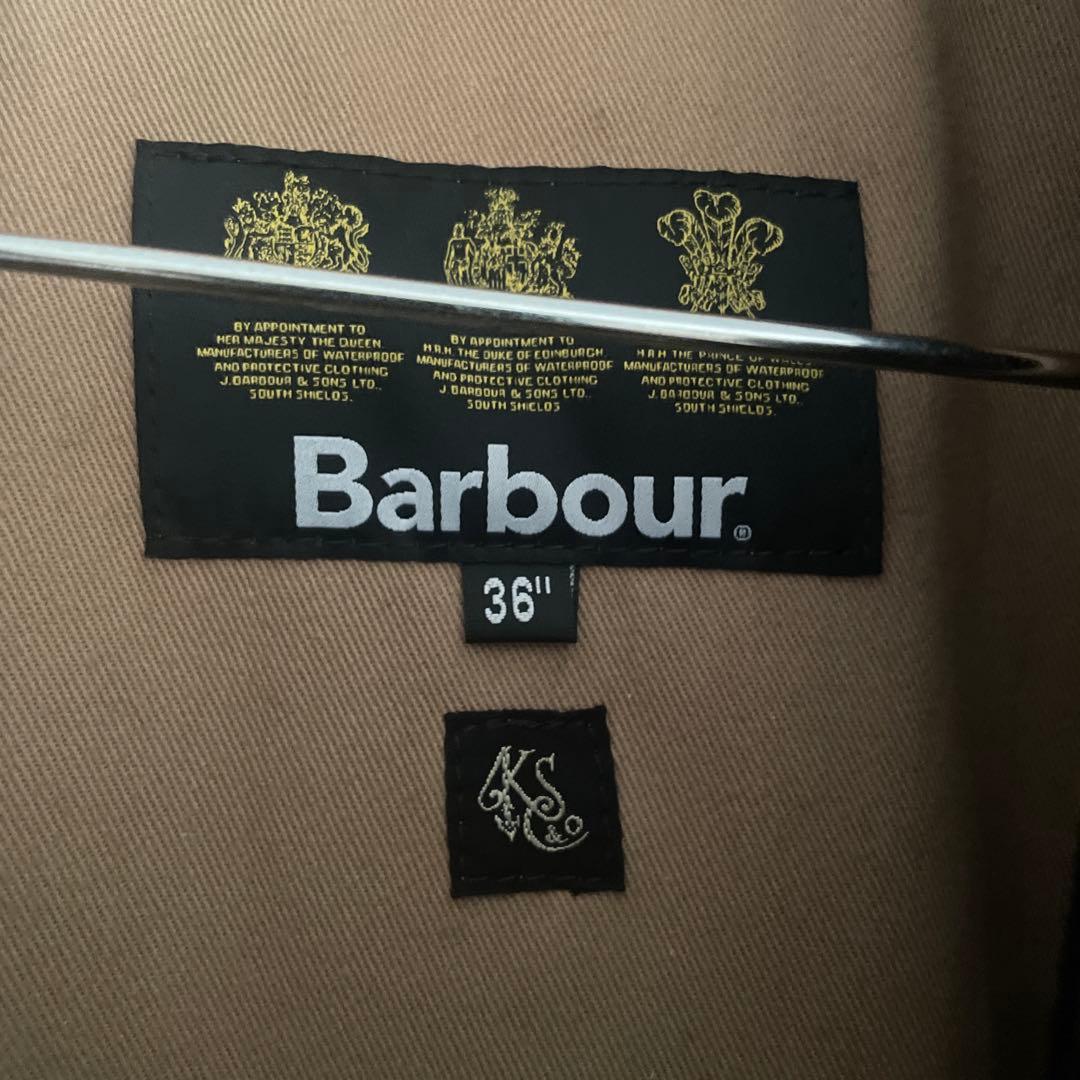 BY APPOINTMENT TO
HER MAJESTY THE QUEEN
MANUFACTURERS OF WATERPROOF
AND PROTECTIVE CLOTHING
J.BARBOUR & SONS LTD..
SOUTH SHIELDS.
BY APPOINTMENT TO
H.R.H. THE DUKE OF EDINBURGH.
MANUFACTURERS OF WATERPROOF
AND PROTECTIVE CLOTHING
J.BARBOUR & SONS LTD..
SOUTH SHIELDS
H.R.H THE PRINCE OF WALES
MANUFACTURERS OF WATERPROOF
AND PROTECTIVE CLOTHING
J.BARBOUR & SONS LTD..
SOUTH SHIELDS.
Barbour®
36"
KS
&Co